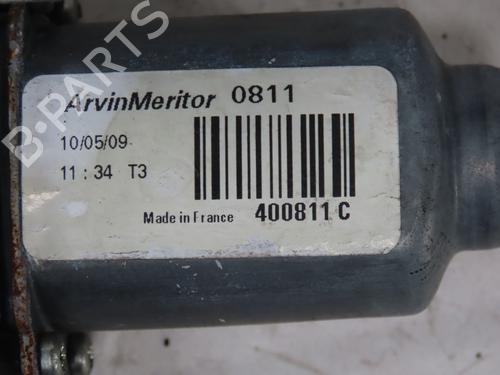 ArvinMeritor 0811
10/05/09
11 : 34 T3
Made in France 400811 C
B-PARTS